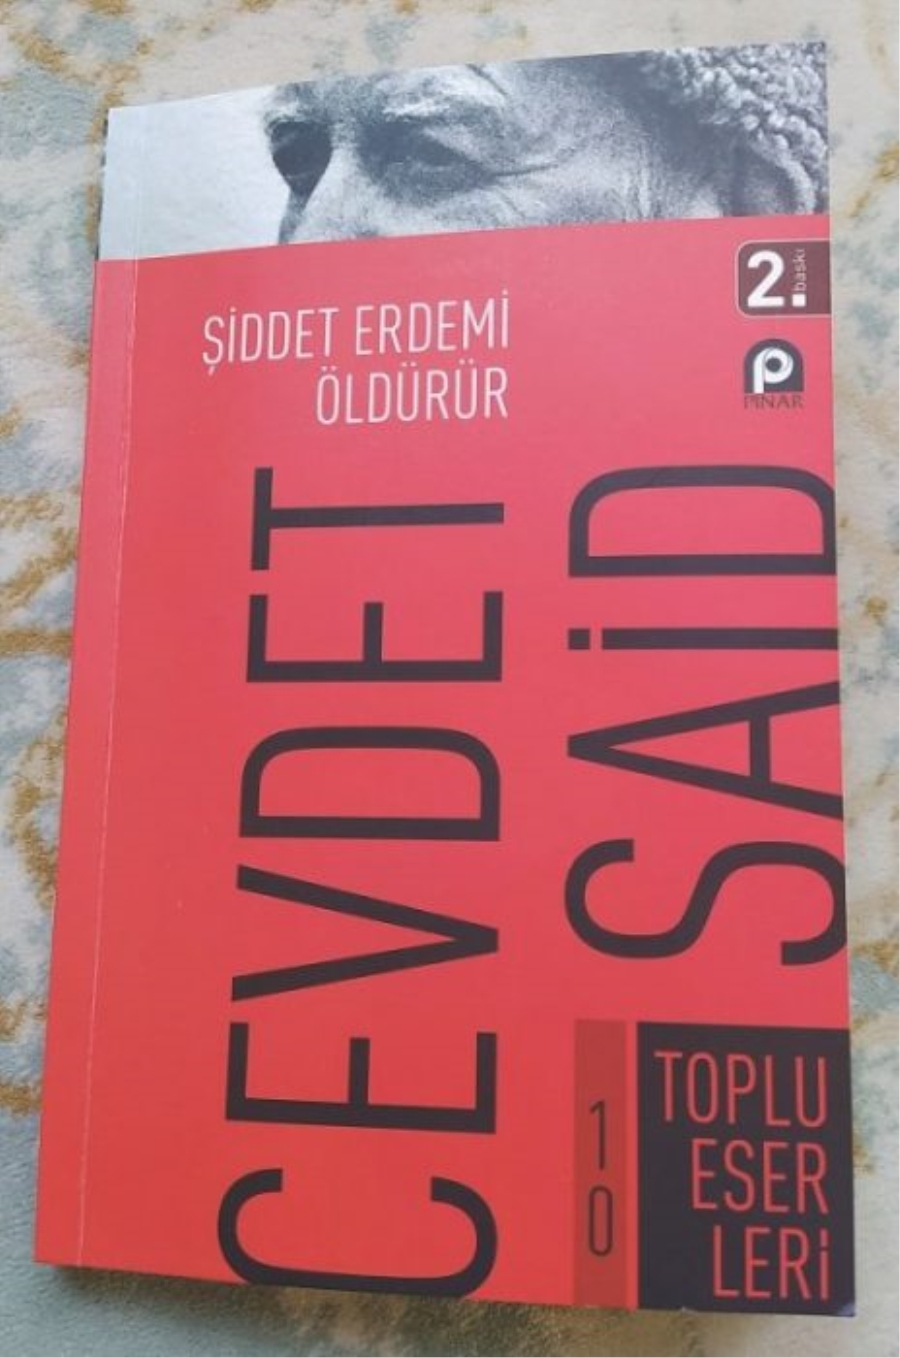 2. baskı
PINAR
ŞİDDET ERDEMİ
ÖLDÜRÜR
CEVDET
SAİD
10
TOPLU
ESER
LERİ